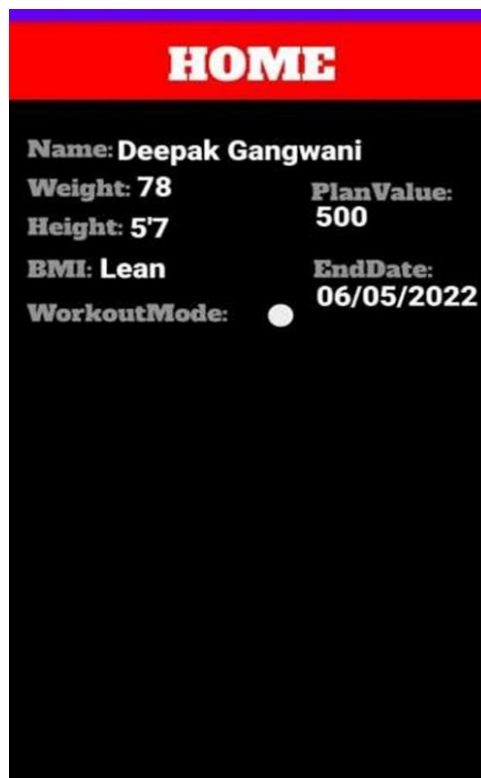 HOME
Name: Deepak Gangwani
Weight: 78
PlanValue:
500
Height: 5'7
BMI: Lean
EndDate:
06/05/2022
WorkoutMode: